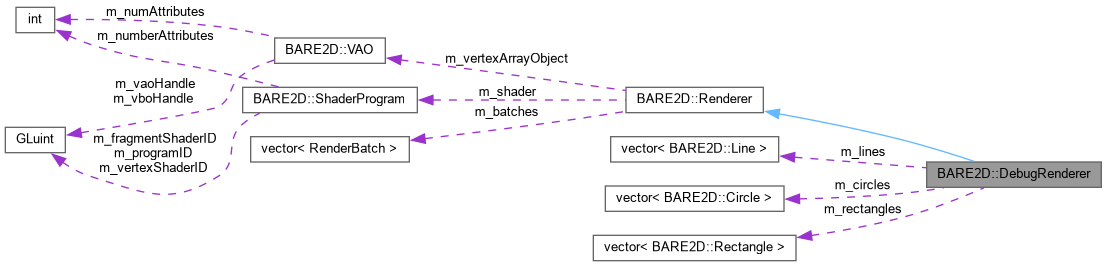 int
m_numAttributes
m_numberAttributes
BARE2D::VAO
m_vertexArrayObject
m_vaoHandle
m_vboHandle
BARE2D::ShaderProgram
m_shader
BARE2D::Renderer
m_batches
GLuint
m_fragmentShaderID
m_programID
m_vertexShaderID
vector< RenderBatch >
vector< BARE2D::Line >
m_lines
BARE2D::DebugRenderer
vector< BARE2D::Circle >
m_circles
m_rectangles
vector< BARE2D::Rectangle >